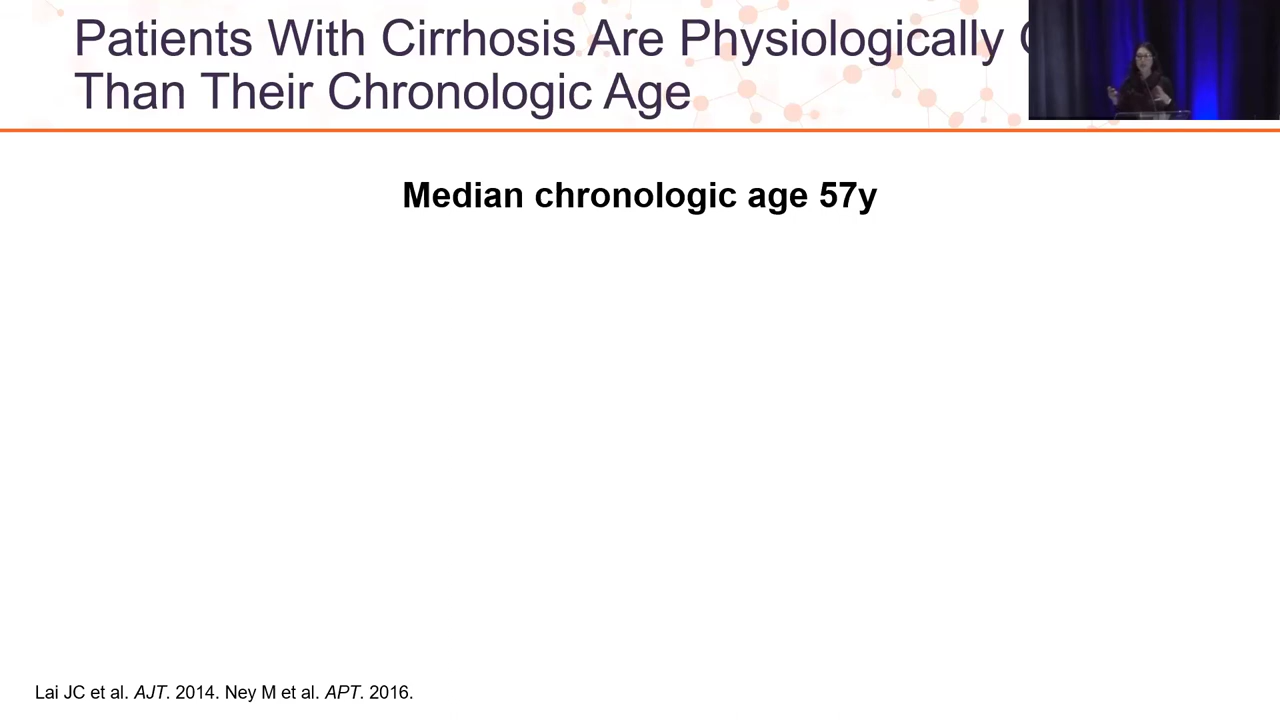 Patients With Cirrhosis Are Physiologically
Than Their Chronologic Age
Median chronologic age 57y
Lai JC et al. AJT. 2014. Ney M et al. APT. 2016.